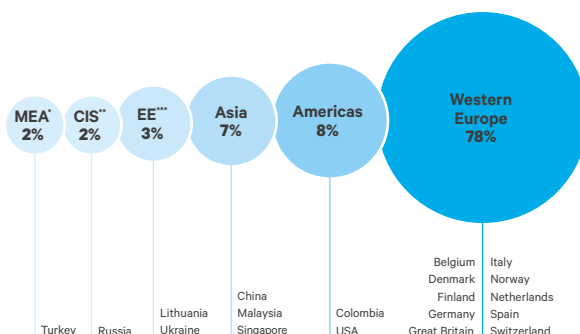 MEA*
2%
CIS**
2%
EE***
3%
Asia
7%
Americas
8%
Western
Europe
78%
Turkey
Russia
Lithuania
Ukraine
China
Malaysia
Singapore
Colombia
USA
Belgium
Denmark
Finland
Germany
Great Britain
Italy
Norway
Netherlands
Spain
Switzerland